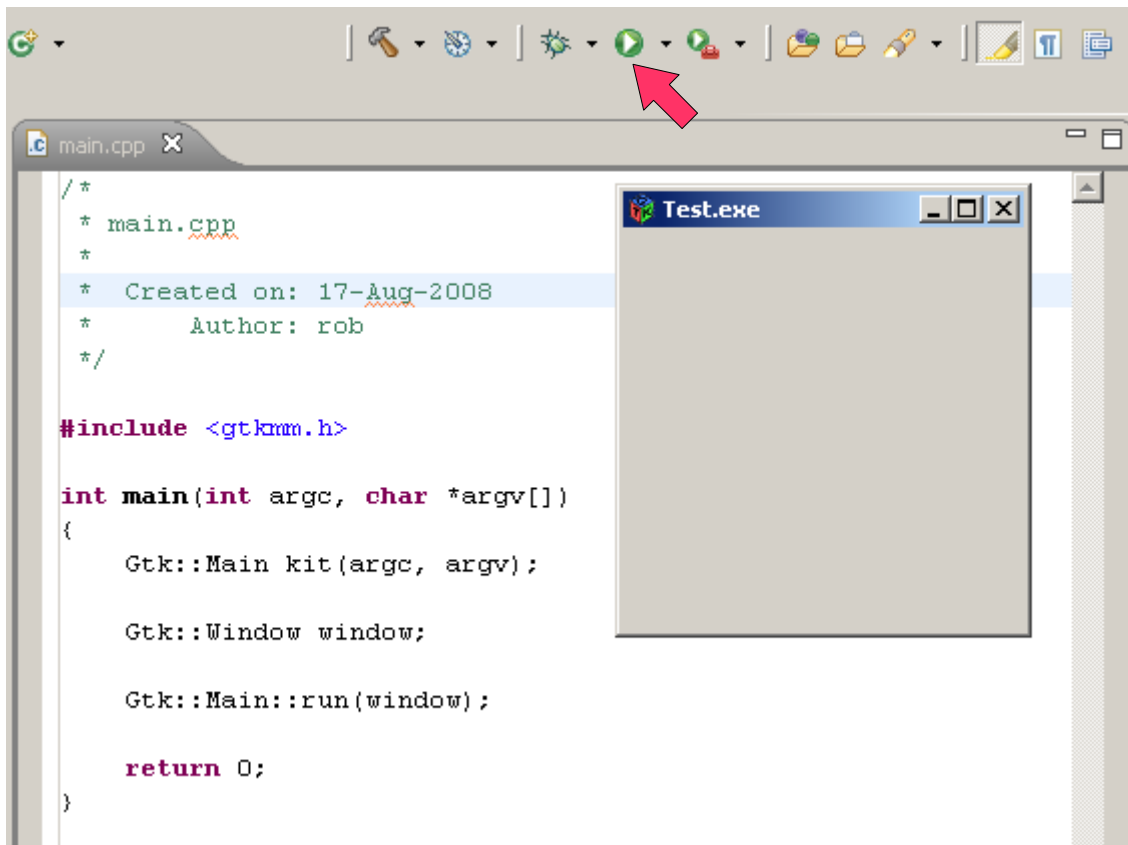 main.cpp
/*
 * main.cpp
 *
 *  Created on: 17-Aug-2008
 *      Author: rob
 */
#include <gtkmm.h>
int main(int argc, char *argv[])
{
    Gtk::Main kit(argc, argv);
    Gtk::Window window;
    Gtk::Main::run(window);
    return 0;
}
Test.exe